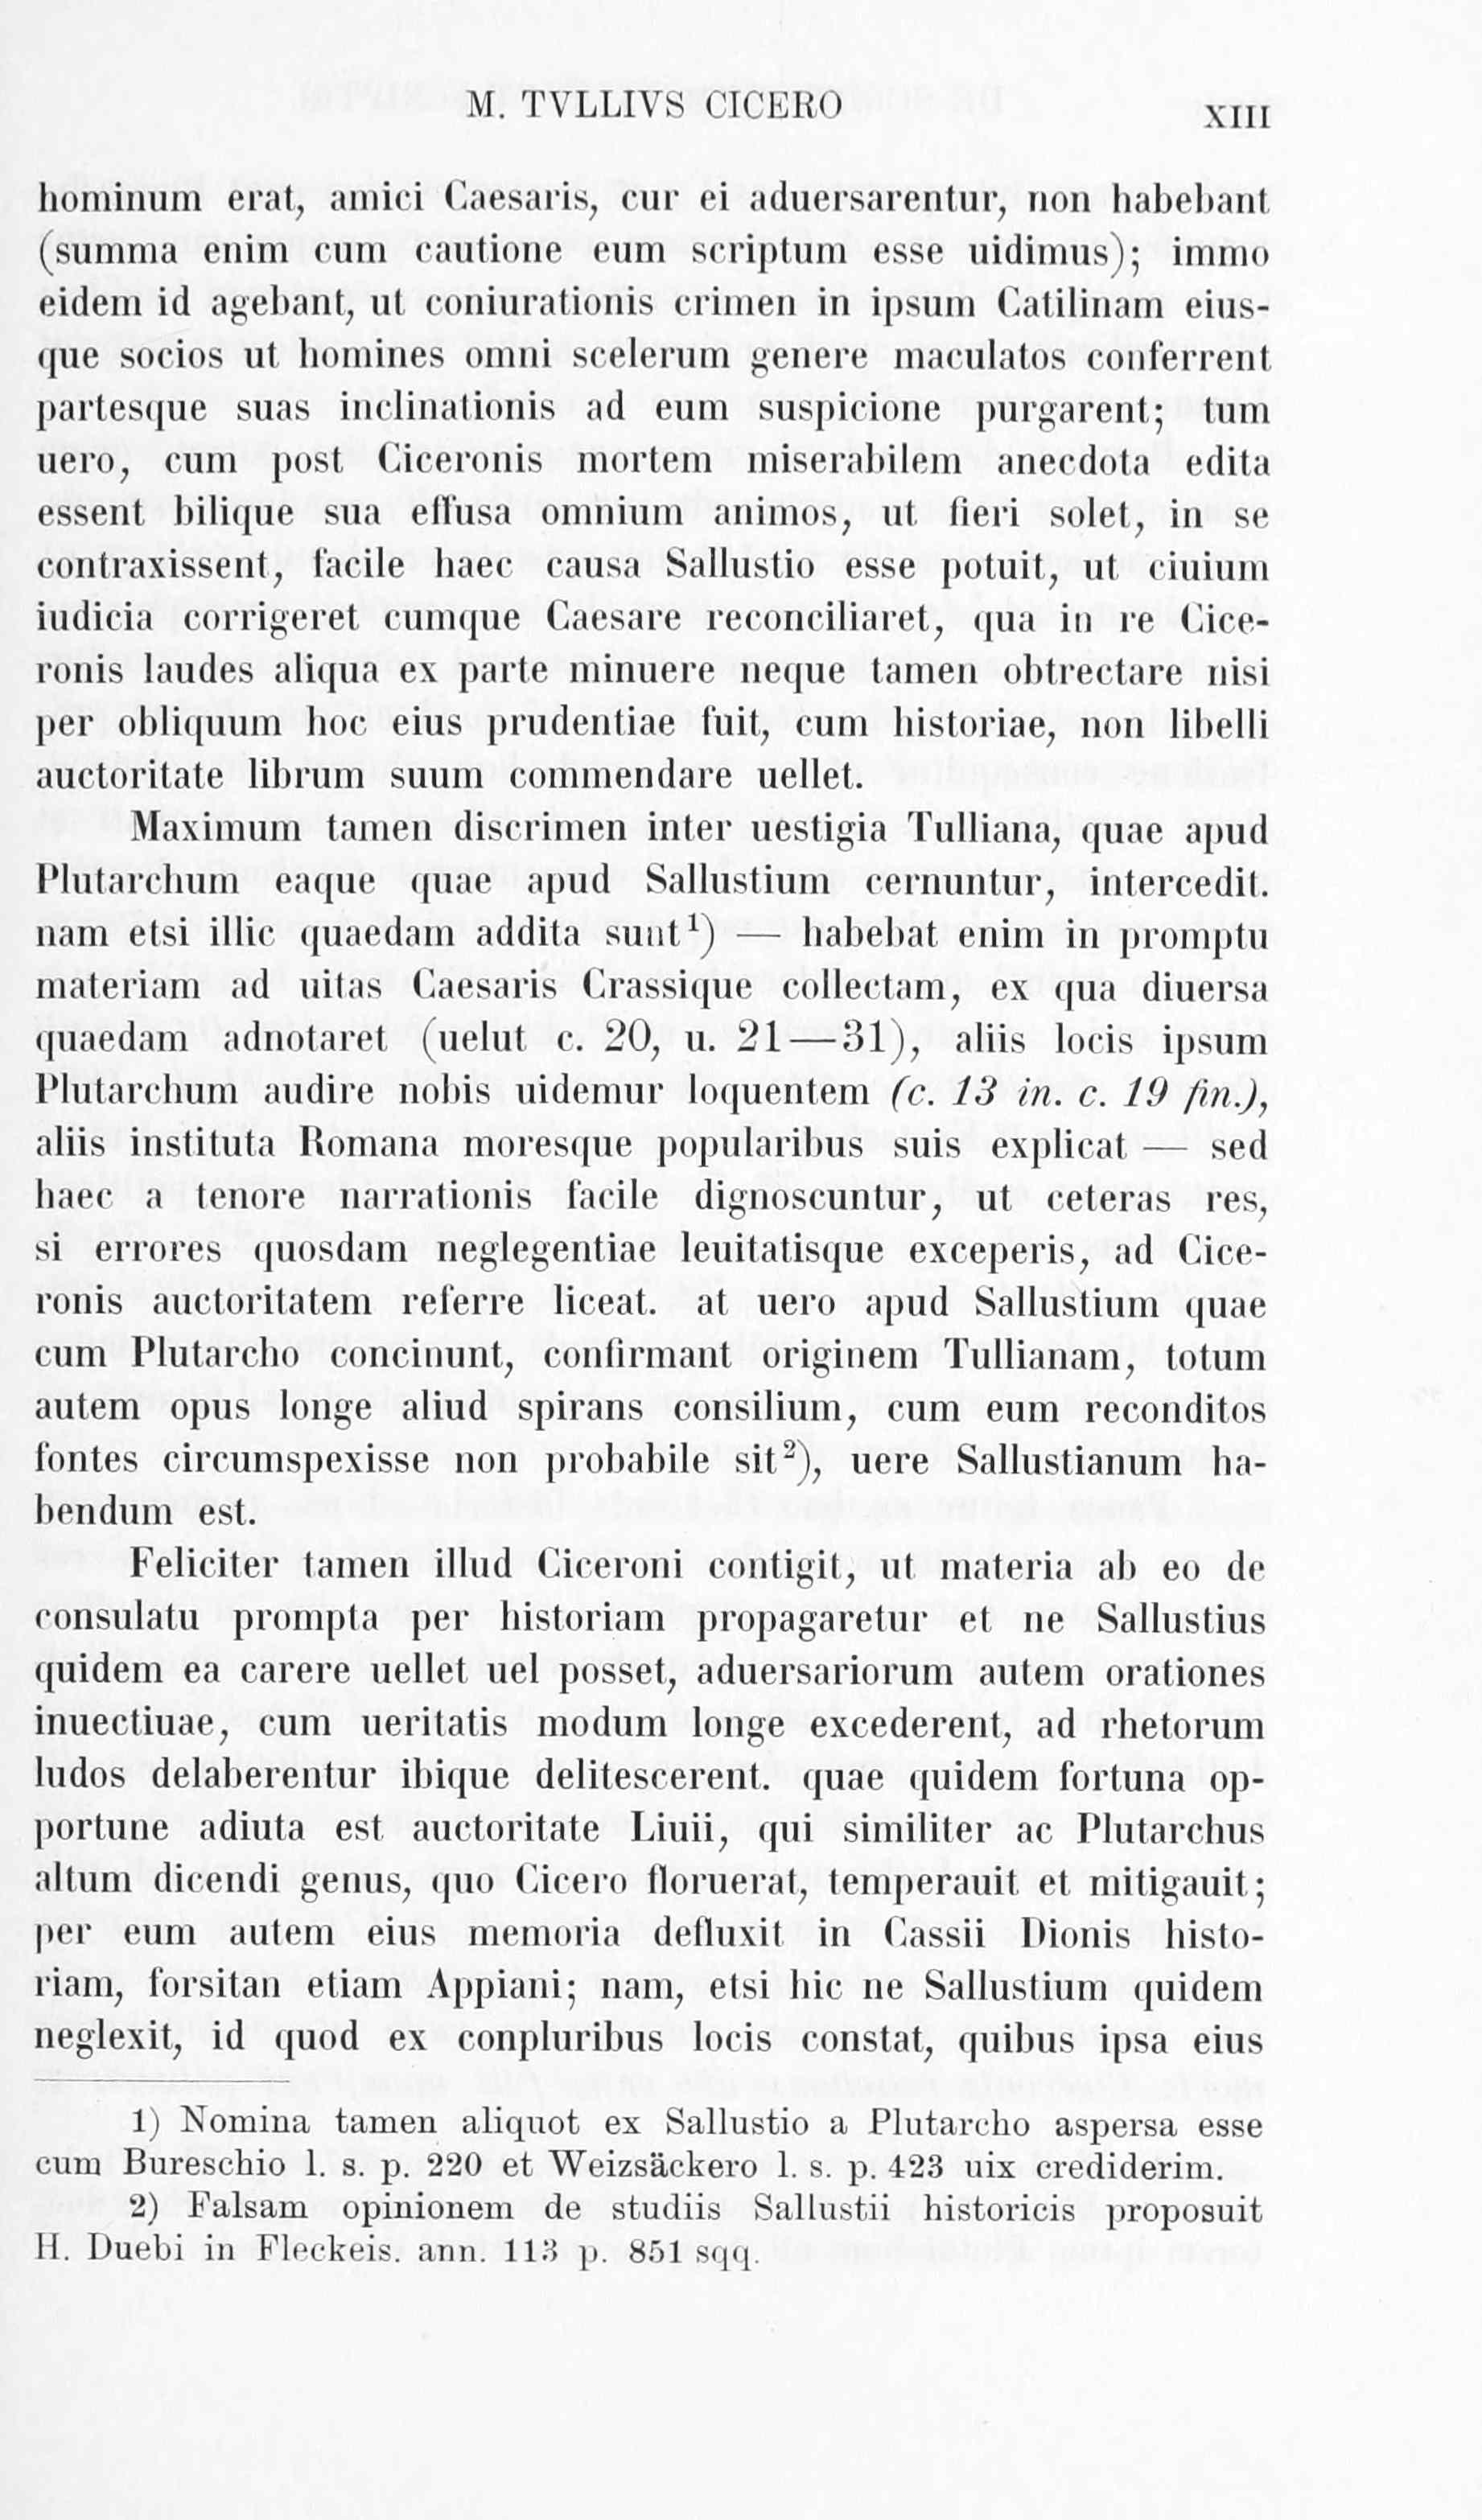 M. TVLLIVS CICERO
XIII
hominum erat, amici Caesaris, cur ei aduersarentur, non habebant
(summa enim cum cautione eum scriptum esse uidimus); immo
eidem id agebant, ut coniurationis crimen in ipsum Catilinam eius-
que socios ut homines omni scelerum genere maculatos conferrent
partesque suas inclinationis ad eum suspicione purgarent; tum
uero, cum post Ciceronis mortem miserabilem anecdota edita
essent bilique sua effusa omnium animos, ut fieri solet, in se
contraxissent, facile haec causa Sallustio esse potuit, ut ciuium
iudicia corrigeret cumque Caesare reconciliaret, qua in re Cice-
ronis laudes aliqua ex parte minuere neque tamen obtrectare nisi
per obliquum hoc eius prudentiae fuit, cum historiae, non libelli
auctoritate librum suum commendare uellet.
Maximum tamen discrimen inter uestigia Tulliana, quae apud
Plutarchum eaque quae apud Sallustium cernuntur, intercedit.
nam etsi illic quaedam addita sunt¹) — habebat enim in promptu
materiam ad uitas Caesaris Crassique collectam, ex qua diuersa
quaedam adnotaret (uelut c. 20, u. 21—31), aliis locis ipsum
Plutarchum audire nobis uidemur loquentem (c. 13 in. c. 19 fin.),
aliis instituta Romana moresque popularibus suis explicat — sed
haec a tenore narrationis facile dignoscuntur, ut ceteras res,
si errores quosdam neglegentiae leuitatisque exceperis, ad Cice-
ronis auctoritatem referre liceat. at uero apud Sallustium quae
cum Plutarcho concinunt, confirmant originem Tullianam, totum
autem opus longe aliud spirans consilium, cum eum reconditos
fontes circumspexisse non probabile sit²), uere Sallustianum ha-
bendum est.
Feliciter tamen illud Ciceroni contigit, ut materia ab eo de
consulatu prompta per historiam propagaretur et ne Sallustius
quidem ea carere uellet uel posset, aduersariorum autem orationes
inuectiuae, cum ueritatis modum longe excederent, ad rhetorum
ludos delaberentur ibique delitescerent. quae quidem fortuna op-
portune adiuta est auctoritate Liuii, qui similiter ac Plutarchus
altum dicendi genus, quo Cicero floruerat, temperauit et mitigauit;
per eum autem eius memoria defluxit in Cassii Dionis histo-
riam, forsitan etiam Appiani; nam, etsi hic ne Sallustium quidem
neglexit, id quod ex conpluribus locis constat, quibus ipsa eius
1) Nomina tamen aliquot ex Sallustio a Plutarcho aspersa esse
cum Bureschio l. s. p. 220 et Weizsäckero l. s. p. 423 uix crediderim.
2) Falsam opinionem de studiis Sallustii historicis proposuit
H. Duebi in Fleckeis. ann. 113 p. 851 sqq.